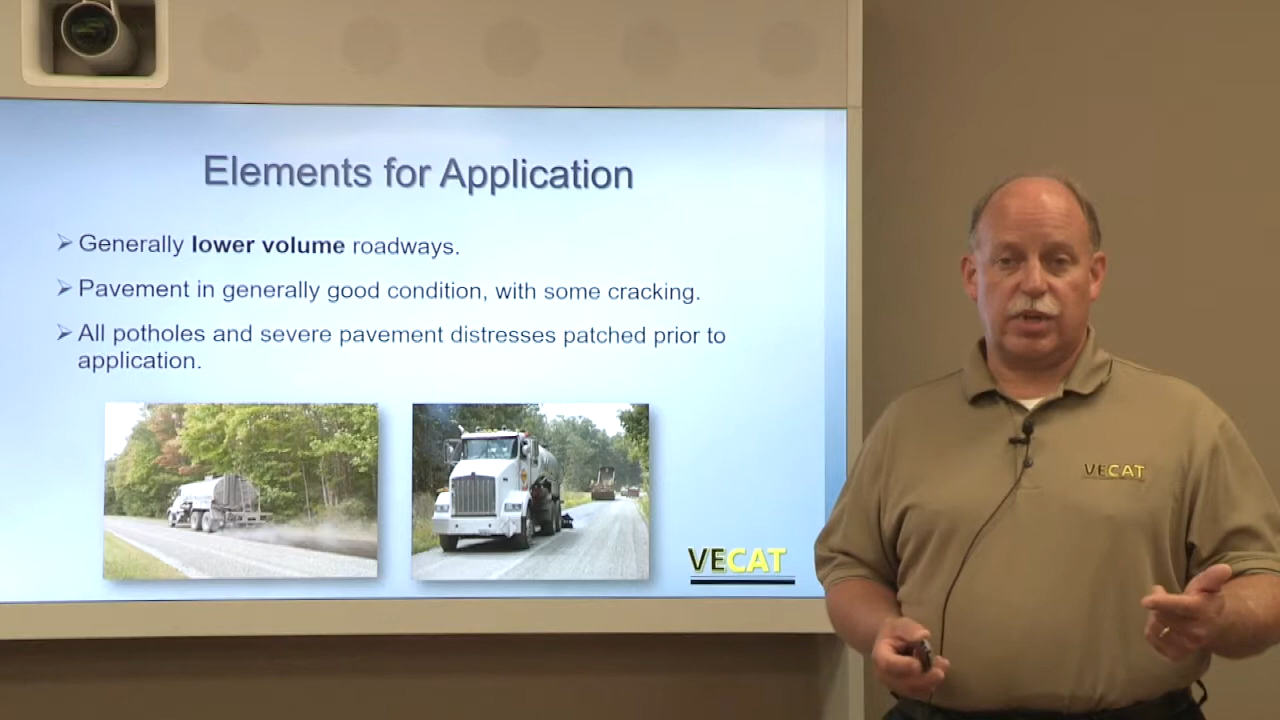 Elements for Application
➢ Generally lower volume roadways.
➢ Pavement in generally good condition, with some cracking.
➢ All potholes and severe pavement distresses patched prior to
application.
VECAT
VECAT